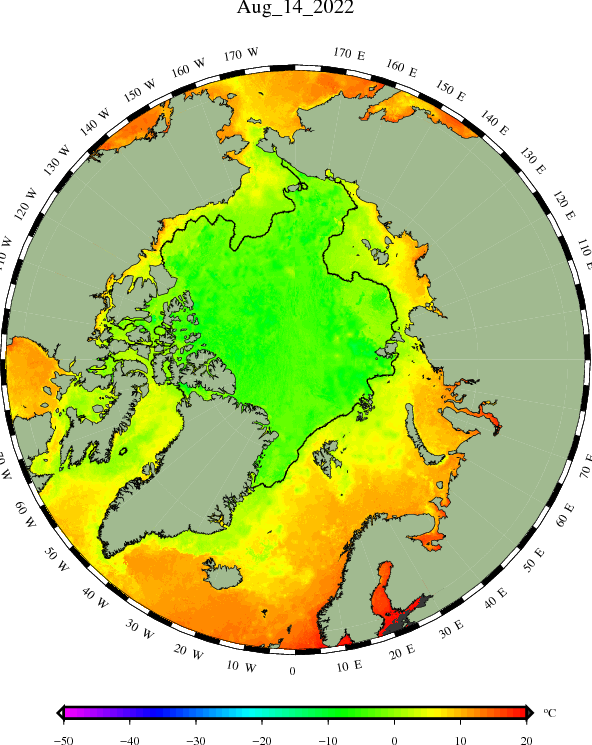 Aug_14_2022
170 W
170 E
160 W
160 E
150 W
150 E
140 W
140 E
130 W
130 E
120 W
120 E
110 E
W
70 E
W
60 W
60 E
50 W
50 E
40 W
40 E
30 W
30 E
20 W
20 E
10 W
10 E
0
°C
−50 −40 −30 −20 −10 0 10 20